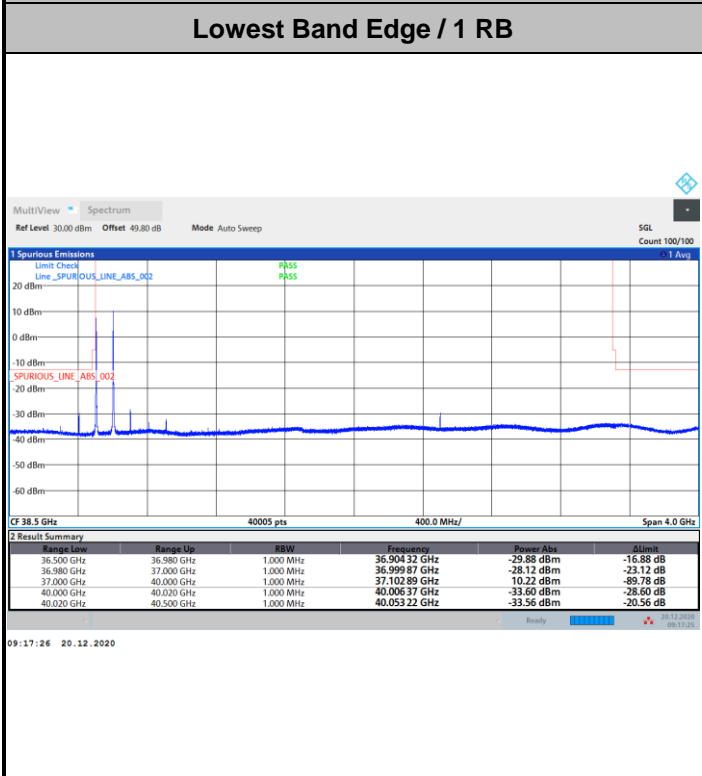 Lowest Band Edge / 1 RB
MultiView Spectrum
Ref Level 30.00 dBm Offset 49.80 dB Mode Auto Sweep SGL
Count 100/100
1 Spurious Emissions 1 Avg
Limit Check PASS
Line _SPURIOUS_LINE_ABS_002 PASS
20 dBm
10 dBm
0 dBm
-10 dBm
_SPURIOUS_LINE_ABS_002
-20 dBm
-30 dBm
-40 dBm
-50 dBm
-60 dBm
CF 38.5 GHz 40005 pts 400.0 MHz/ Span 4.0 GHz
2 Result Summary
Range Low Range Up RBW Frequency Power Abs ΔLimit
36.500 GHz 36.980 GHz 1.000 MHz 36.904 32 GHz -29.88 dBm -16.88 dB
36.980 GHz 37.000 GHz 1.000 MHz 36.999 87 GHz -28.12 dBm -23.12 dB
37.000 GHz 40.000 GHz 1.000 MHz 37.102 89 GHz 10.22 dBm -89.78 dB
40.000 GHz 40.020 GHz 1.000 MHz 40.006 37 GHz -33.60 dBm -28.60 dB
40.020 GHz 40.500 GHz 1.000 MHz 40.053 22 GHz -33.56 dBm -20.56 dB
Ready 20.12.2020
09:17:25
09:17:26 20.12.2020